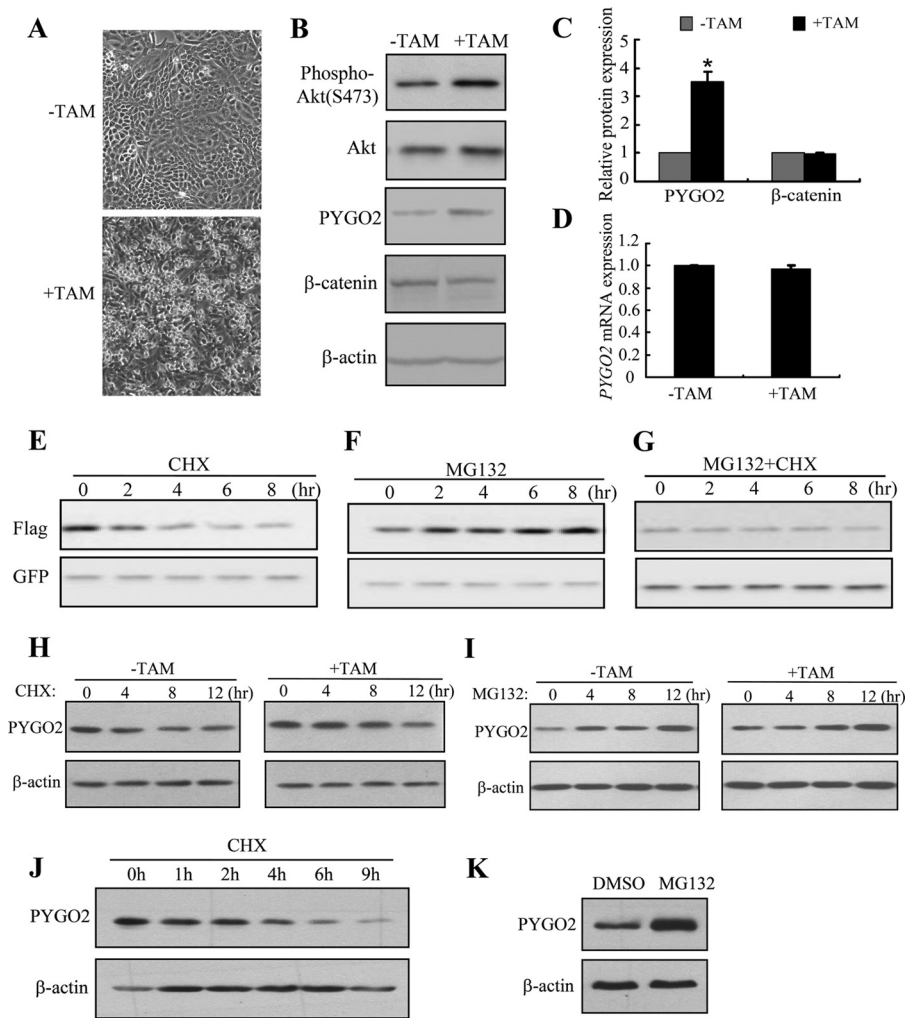 A
-TAM
+TAM
B
-TAM +TAM
Phospho-
Akt(S473)
Akt
PYGO2
β-catenin
β-actin
C
-TAM +TAM
Relative protein expression
5
4
3
2
1
0
*
PYGO2 β-catenin
D
PYGO2 mRNA expression
1.2
1.0
0.8
0.6
0.4
0.2
0
-TAM +TAM
E
CHX
0 2 4 6 8 (hr)
Flag
GFP
F
MG132
0 2 4 6 8 (hr)
G
MG132+CHX
0 2 4 6 8 (hr)
H
-TAM +TAM
CHX: 0 4 8 12 (hr) 0 4 8 12 (hr)
PYGO2
β-actin
I
-TAM +TAM
MG132: 0 4 8 12 (hr) 0 4 8 12 (hr)
PYGO2
β-actin
J
CHX
0h 1h 2h 4h 6h 9h
PYGO2
β-actin
K
DMSO MG132
PYGO2
β-actin